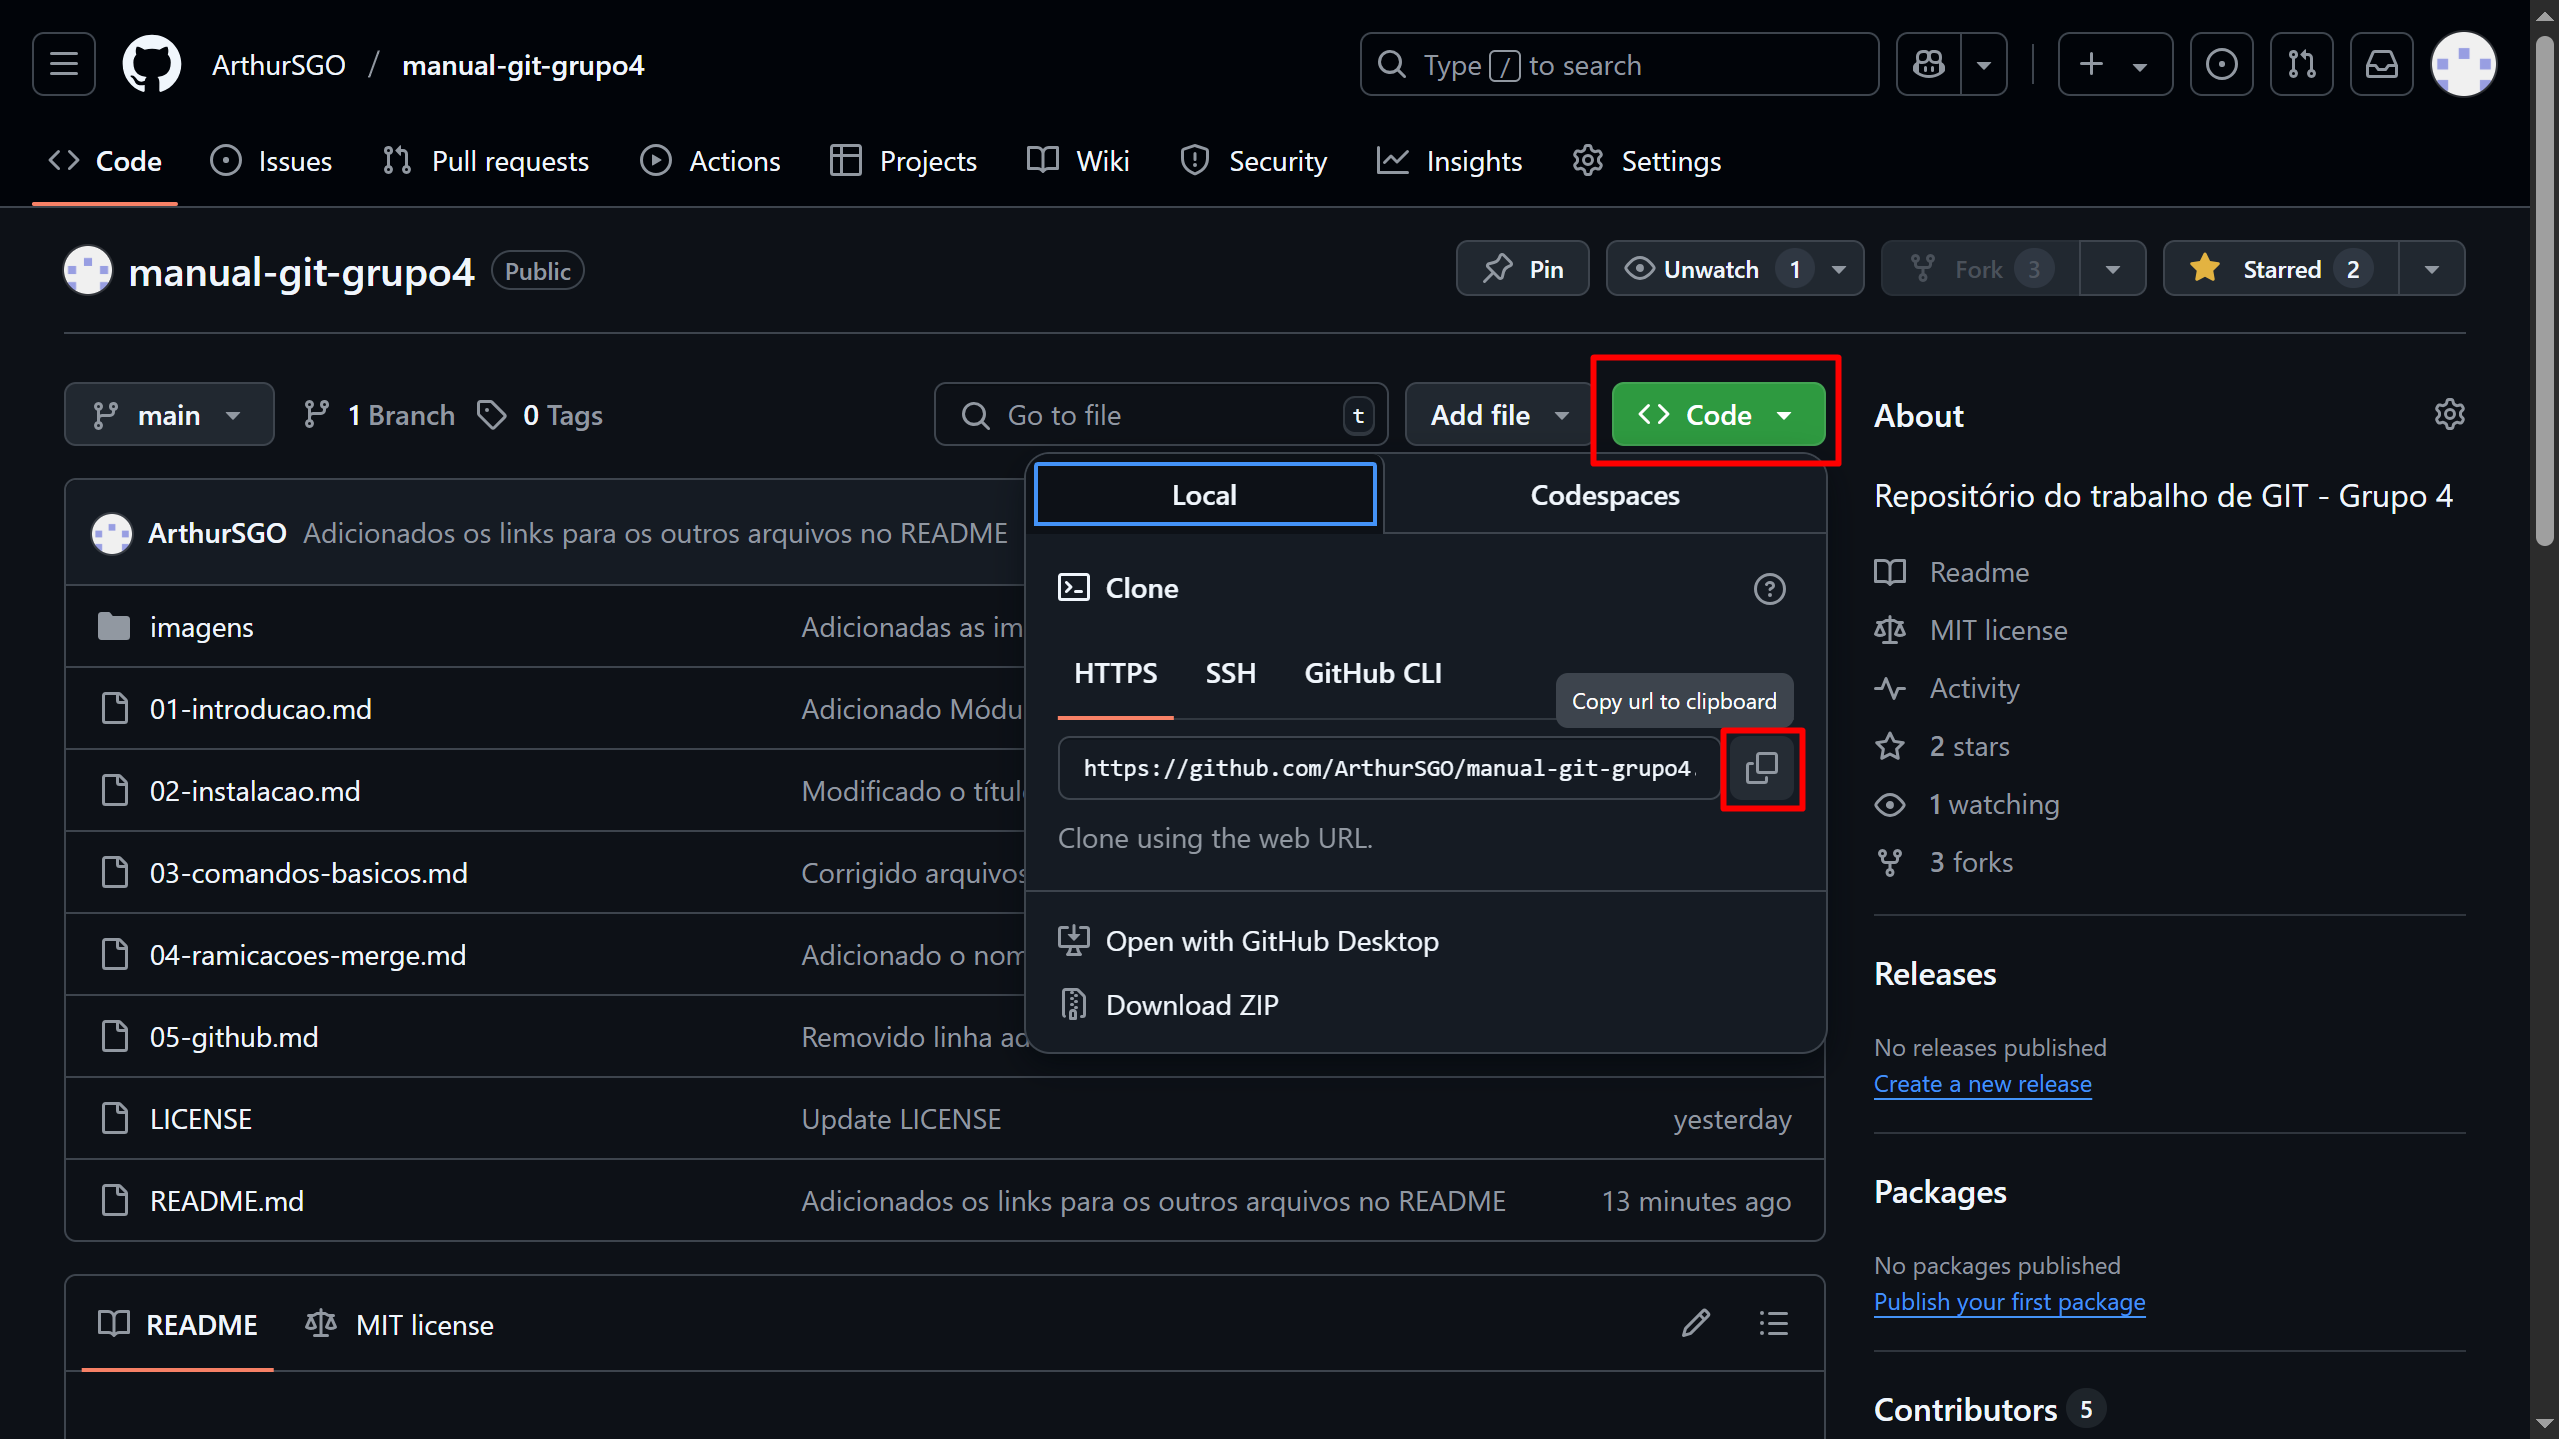 ArthurSGO / manual-git-grupo4
Type / to search
Code Issues Pull requests Actions Projects Wiki Security Insights Settings
manual-git-grupo4 Public
Pin Unwatch 1 Fork 3 Starred 2
main 1 Branch 0 Tags Go to file t Add file Code
Local Codespaces
Clone
HTTPS SSH GitHub CLI
Copy url to clipboard
https://github.com/ArthurSGO/manual-git-grupo4.
Clone using the web URL.
Open with GitHub Desktop
Download ZIP
ArthurSGO Adicionados os links para os outros arquivos no README
imagens Adicionadas as im
01-introducao.md Adicionado Módu
02-instalacao.md Modificado o títul
03-comandos-basicos.md Corrigido arquivos
04-ramicacoes-merge.md Adicionado o nom
05-github.md Removido linha ad
LICENSE Update LICENSE yesterday
README.md Adicionados os links para os outros arquivos no README 13 minutes ago
README MIT license
About
Repositório do trabalho de GIT - Grupo 4
Readme
MIT license
Activity
2 stars
1 watching
3 forks
Releases
No releases published
Create a new release
Packages
No packages published
Publish your first package
Contributors 5